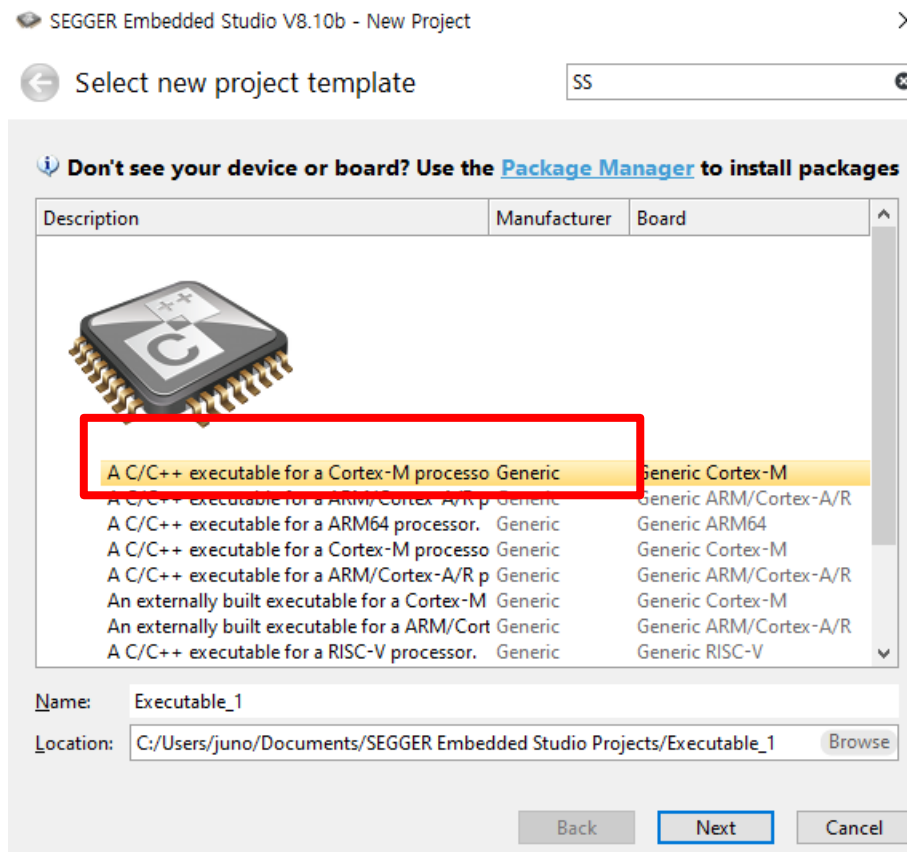 SEGGER Embedded Studio V8.10b - New Project
Select new project template
SS
Don't see your device or board? Use the Package Manager to install packages
Description Manufacturer Board
C ++
A C/C++ executable for a Cortex-M processo Generic Generic Cortex-M
A C/C++ executable for a ARM/Cortex-A/R p Generic Generic ARM/Cortex-A/R
A C/C++ executable for a ARM64 processor. Generic Generic ARM64
A C/C++ executable for a Cortex-M processo Generic Generic Cortex-M
A C/C++ executable for a ARM/Cortex-A/R p Generic Generic ARM/Cortex-A/R
An externally built executable for a Cortex-M Generic Generic Cortex-M
An externally built executable for a ARM/Cort Generic Generic ARM/Cortex-A/R
A C/C++ executable for a RISC-V processor. Generic Generic RISC-V
Name: Executable_1
Location: C:/Users/juno/Documents/SEGGER Embedded Studio Projects/Executable_1 Browse
Back Next Cancel